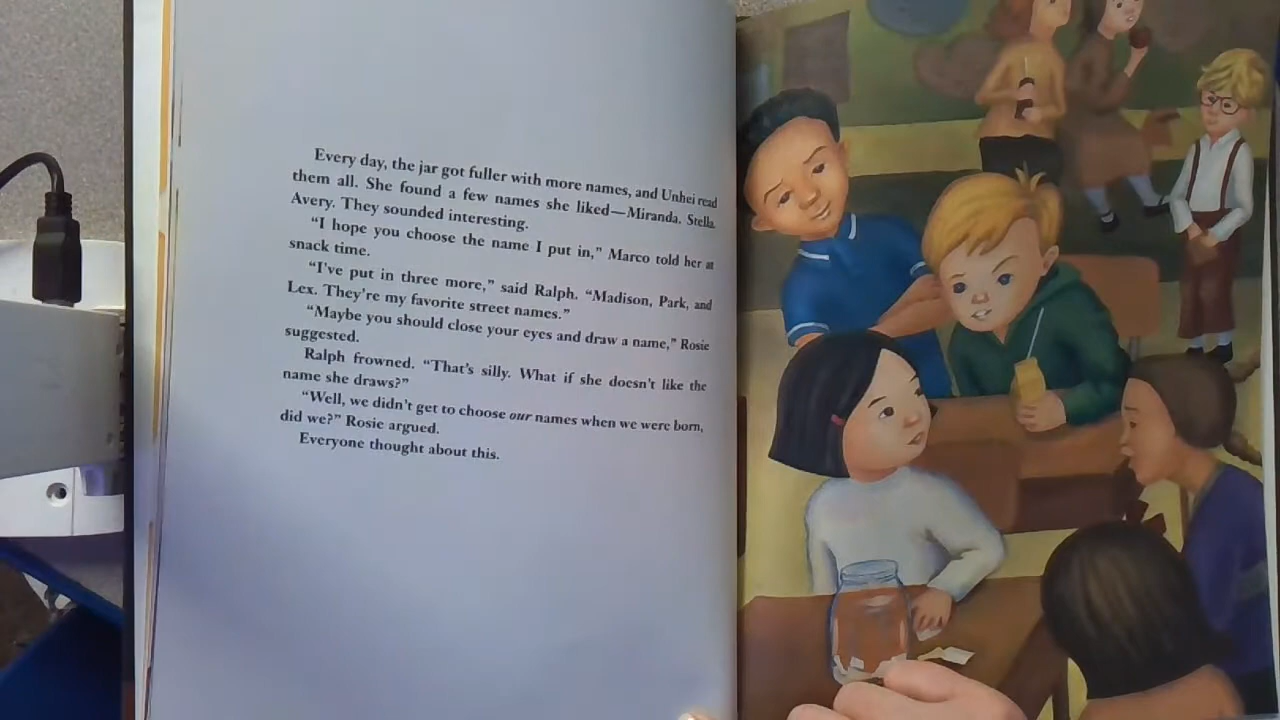 Every day, the jar got fuller with more names, and Unhei read
them all. She found a few names she liked—Miranda. Stella.
Avery. They sounded interesting.
“I hope you choose the name I put in,” Marco told her at
snack time.
“I’ve put in three more,” said Ralph. “Madison, Park, and
Lex. They’re my favorite street names.”
“Maybe you should close your eyes and draw a name,” Rosie
suggested.
Ralph frowned. “That’s silly. What if she doesn’t like the
name she draws?”
“Well, we didn’t get to choose our names when we were born,
did we?” Rosie argued.
Everyone thought about this.